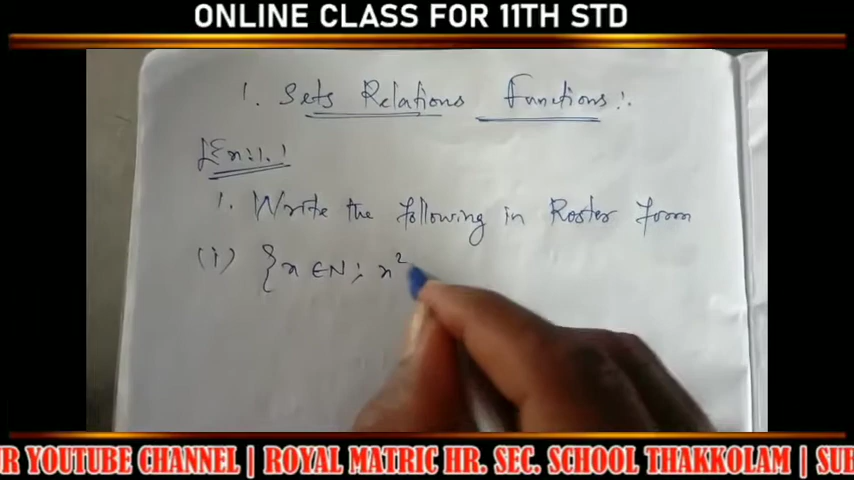 ONLINE CLASS FOR 11TH STD
1. Sets Relations Functions:.
Ex:1.1
1. Write the following in Roster form
(i) {x ∈ N; x²
R YOUTUBE CHANNEL | ROYAL MATRIC HR. SEC. SCHOOL THAKKOLAM | SUB